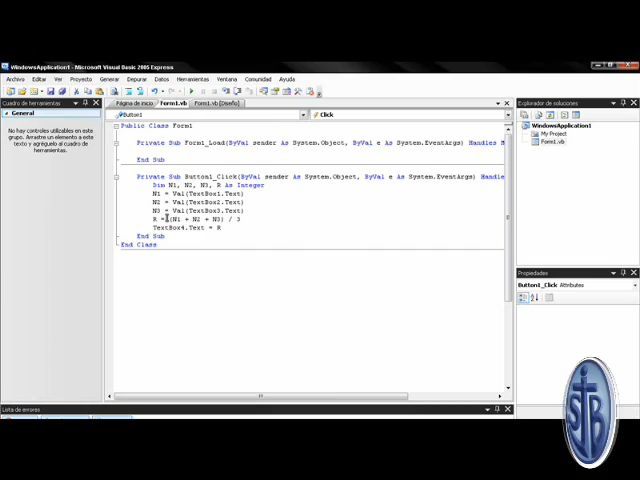 WindowsApplication1 - Microsoft Visual Basic 2005 Express
Archivo Editar Ver Proyecto Generar Depurar Datos Herramientas Ventana Comunidad Ayuda
Cuadro de herramientas
General
No hay controles utilizables en este
grupo. Arrastre un elemento a este
texto y agréguelo al cuadro de
herramientas.
Página de inicio Form1.vb Form1.vb [Diseño]
Button1 Click
Public Class Form1
Private Sub Form1_Load(ByVal sender As System.Object, ByVal e As System.EventArgs) Handles M
End Sub
Private Sub Button1_Click(ByVal sender As System.Object, ByVal e As System.EventArgs) Handle
Dim N1, N2, N3, R As Integer
N1 = Val(TextBox1.Text)
N2 = Val(TextBox2.Text)
N3 = Val(TextBox3.Text)
R = (N1 + N2 + N3) / 3
TextBox4.Text = R
End Sub
End Class
Explorador de soluciones
WindowsApplication1
My Project
Form1.vb
Propiedades
Button1_Click Attributes
Lista de errores
SJB